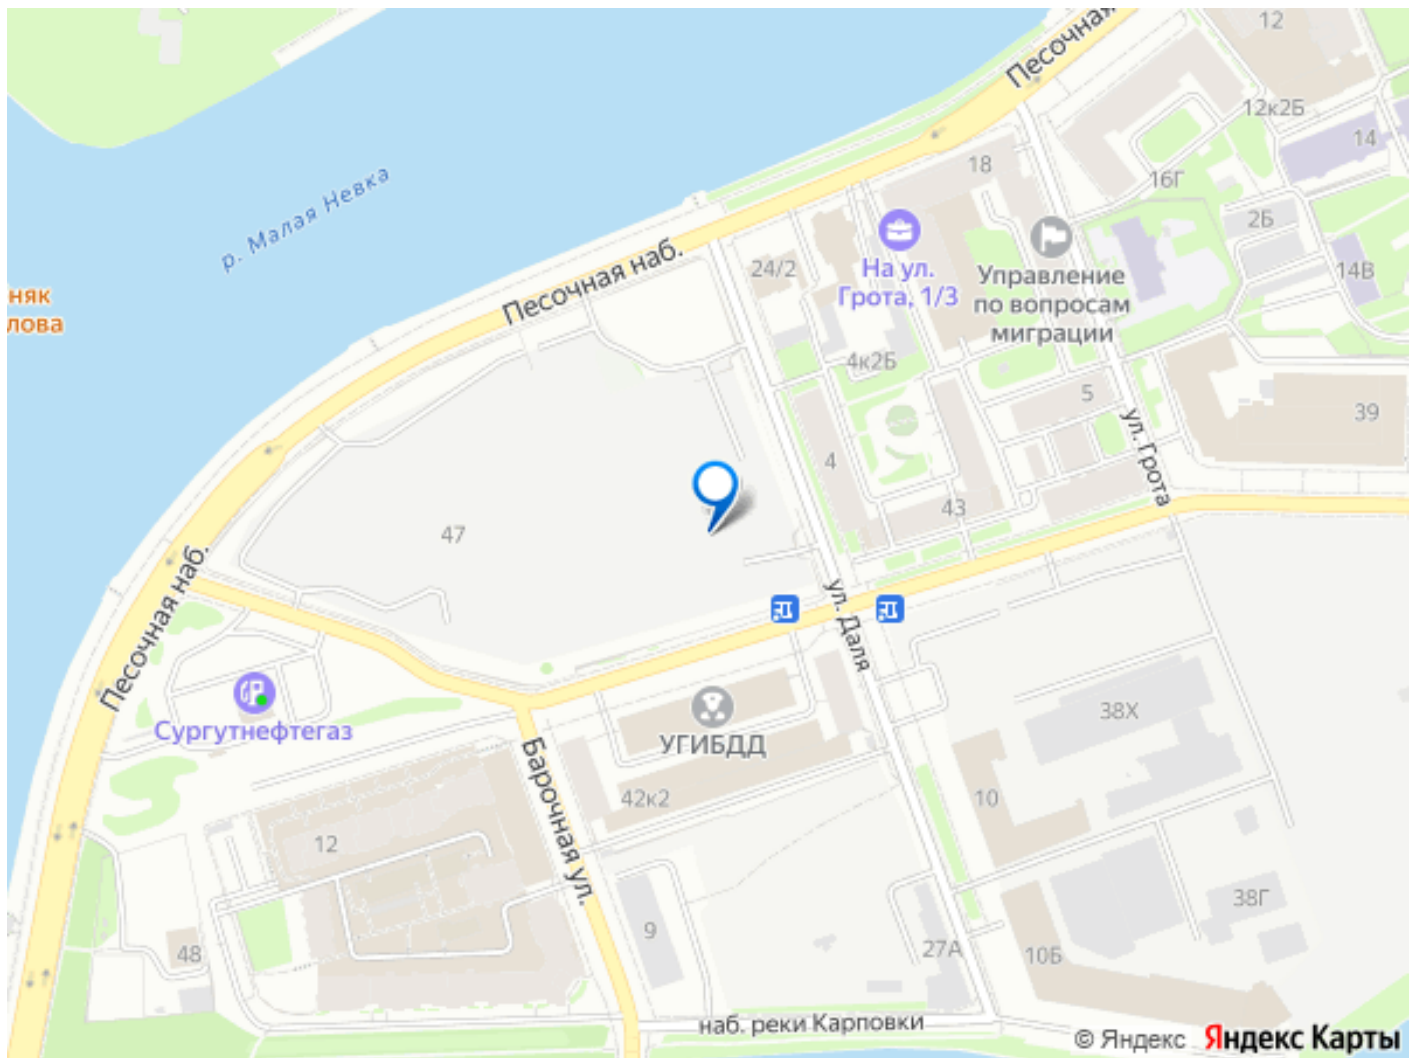 Песочная
12
12к2Б
14
18
16Г
2Б
р. Малая Невка
На ул.
Грота, 1/3
Управление
по вопросам
миграции
14В
24/2
Песочная наб.
няк
лова
4к2Б
5
39
ул. Грота
4
43
47
Песочная наб.
ул. Даля
Сургутнефтегаз
УГИБДД
38Х
Барочная ул.
42к2
10
12
38Г
9
48
27А
10Б
наб. реки Карповки
© Яндекс Яндекс Карты